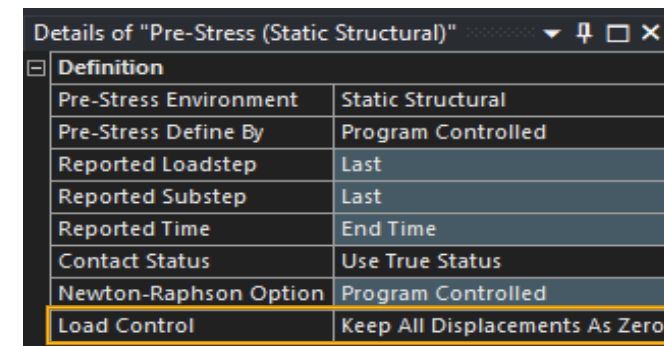 Details of "Pre-Stress (Static Structural)"
Definition
Pre-Stress Environment Static Structural
Pre-Stress Define By Program Controlled
Reported Loadstep Last
Reported Substep Last
Reported Time End Time
Contact Status Use True Status
Newton-Raphson Option Program Controlled
Load Control Keep All Displacements As Zero